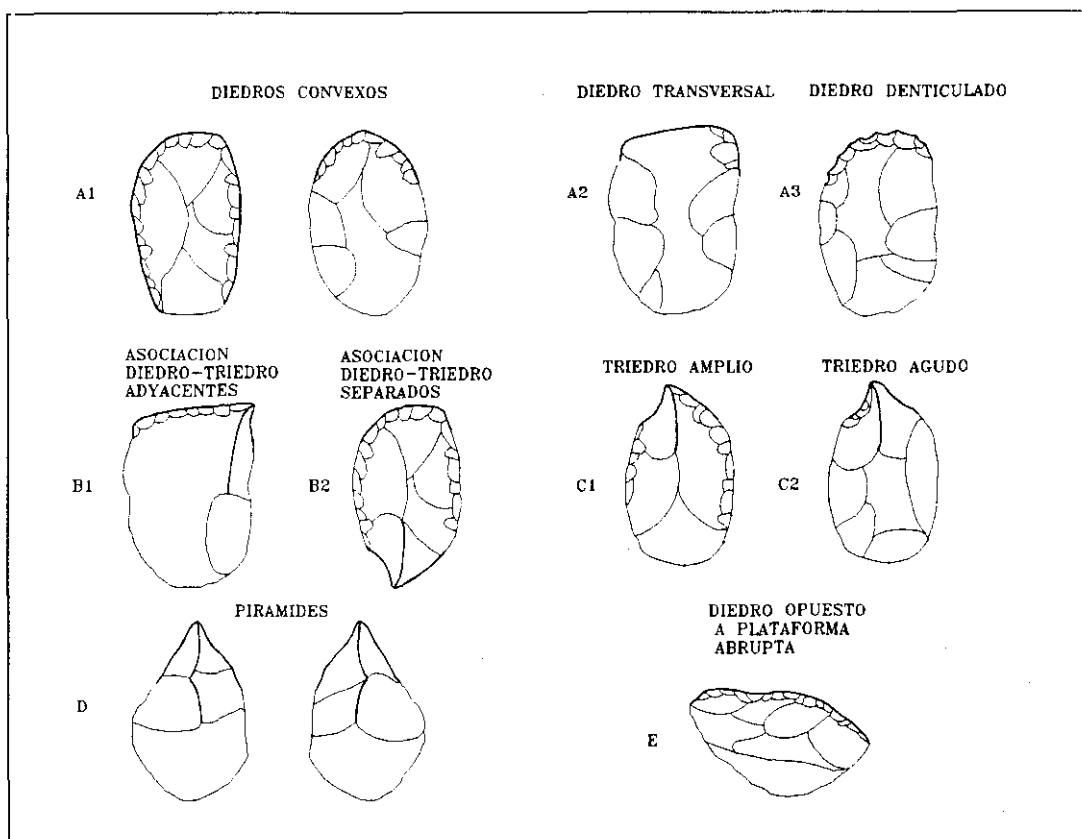 DIEDROS CONVEXOS
DIEDRO TRANSVERSAL
DIEDRO DENTICULADO
A1
A2
A3
ASOCIACION
DIEDRO-TRIEDRO
ADYACENTES
ASOCIACION
DIEDRO-TRIEDRO
SEPARADOS
TRIEDRO AMPLIO
TRIEDRO AGUDO
B1
B2
C1
C2
PIRAMIDES
DIEDRO OPUESTO
A PLATAFORMA
ABRUPTA
D
E